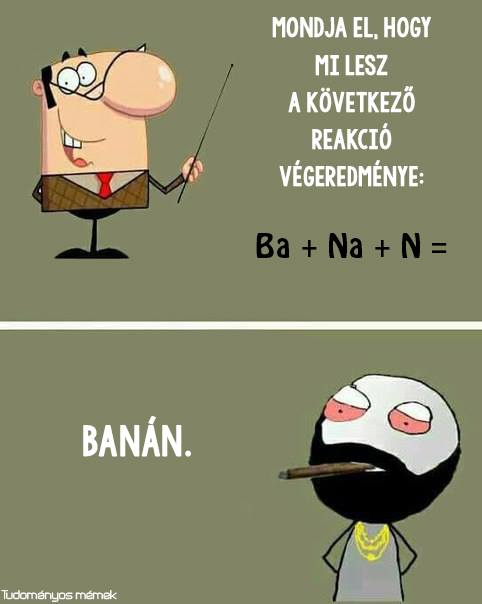 MONDJA EL, HOGY
MI LESZ
A KÖVETKEZŐ
REAKCIÓ
VÉGEREDMÉNYE:
Ba + Na + N =
BANÁN.
Tudományos mémek